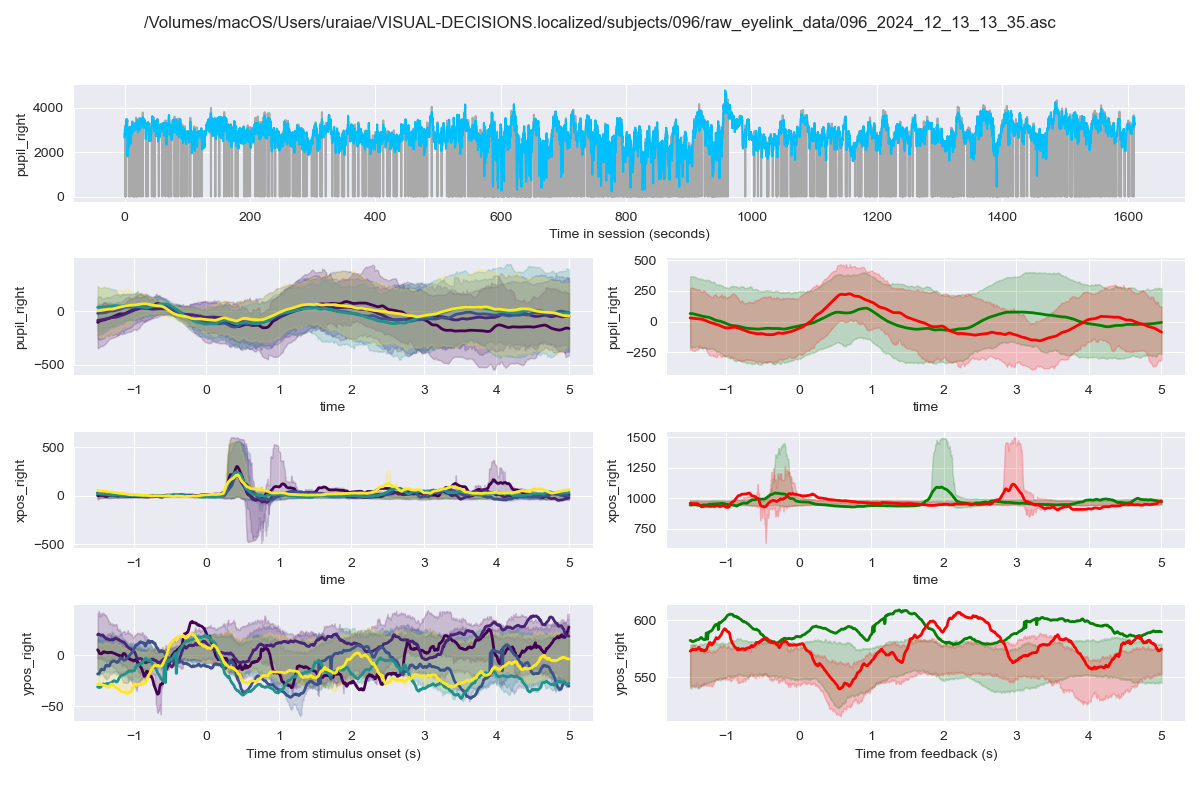 /Volumes/macOS/Users/uraiae/VISUAL-DECISIONS.localized/subjects/096/raw_eyelink_data/096_2024_12_13_13_35.asc
pupil_right
4000
2000
0
0 200 400 600 800 1000 1200 1400 1600
Time in session (seconds)
pupil_right
0
−500
−1 0 1 2 3 4 5
time
pupil_right
500
250
0
−250
−1 0 1 2 3 4 5
time
xpos_right
500
0
−500
−1 0 1 2 3 4 5
time
xpos_right
1500
1250
1000
750
−1 0 1 2 3 4 5
time
ypos_right
0
−50
−1 0 1 2 3 4 5
Time from stimulus onset (s)
ypos_right
600
550
−1 0 1 2 3 4 5
Time from feedback (s)